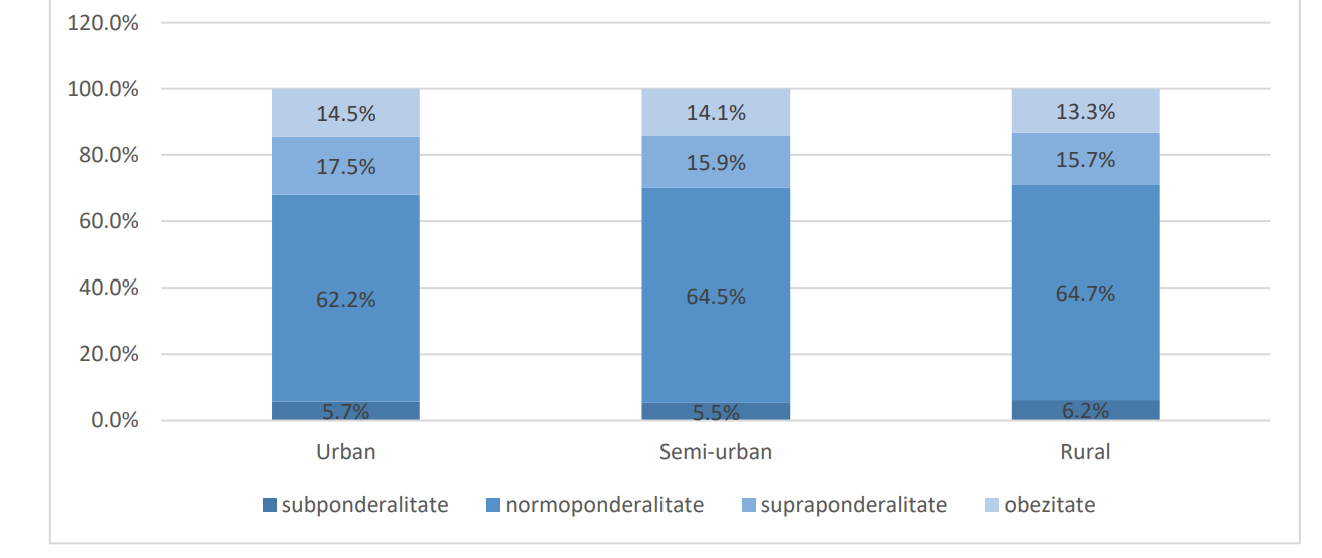 120.0%
100.0%
80.0%
60.0%
40.0%
20.0%
0.0%
14.5%
14.1%
13.3%
17.5%
15.9%
15.7%
62.2%
64.5%
64.7%
5.7%
5.5%
6.2%
Urban
Semi-urban
Rural
subponderalitate
normoponderalitate
supraponderalitate
obezitate